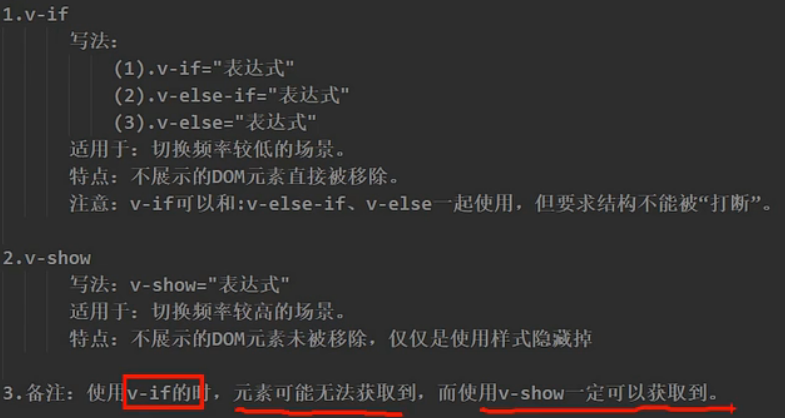 1.v-if
写法：
(1).v-if="表达式"
(2).v-else-if="表达式"
(3).v-else="表达式"
适用于：切换频率较低的场景。
特点：不展示的DOM元素直接被移除。
注意：v-if可以和:v-else-if、v-else一起使用，但要求结构不能被“打断”。
2.v-show
写法：v-show="表达式"
适用于：切换频率较高的场景。
特点：不展示的DOM元素未被移除，仅仅是使用样式隐藏掉
3.备注：使用v-if的时，元素可能无法获取到，而使用v-show一定可以获取到。